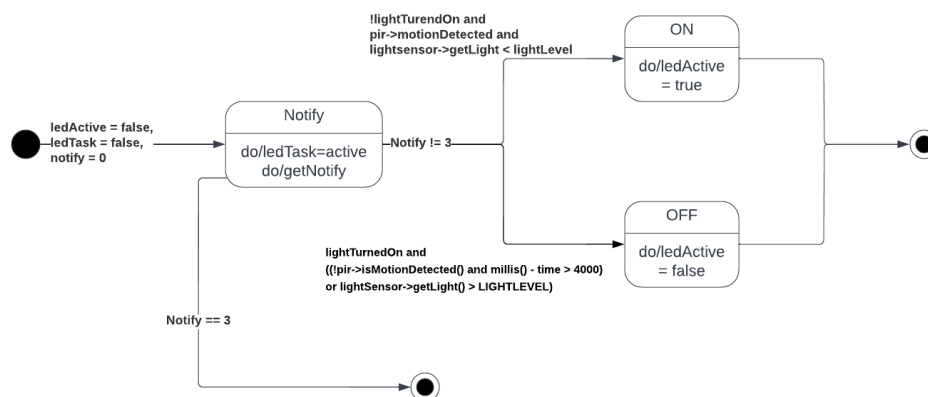 !lightTurendOn and
pir->motionDetected and
lightsensor->getLight < lightLevel
ON
do/ledActive
= true
ledActive = false,
ledTask = false,
notify = 0
Notify
do/ledTask=active
do/getNotify
Notify != 3
OFF
do/ledActive
= false
lightTurnedOn and
((!pir->isMotionDetected() and millis() - time > 4000)
or lightSensor->getLight() > LIGHTLEVEL)
Notify == 3